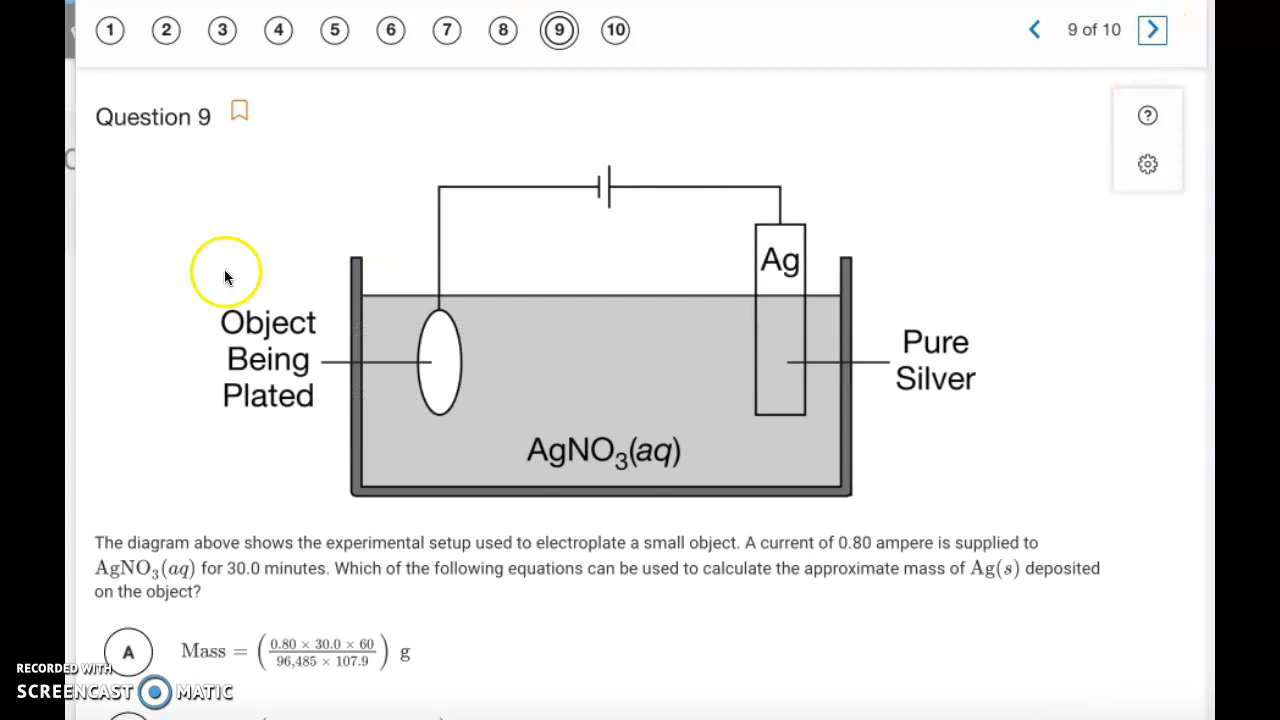 1 2 3 4 5 6 7 8 9 10
9 of 10
Question 9
?
Ag
Object
Being
Plated
Pure
Silver
AgNO₃(aq)
The diagram above shows the experimental setup used to electroplate a small object. A current of 0.80 ampere is supplied to
AgNO₃(aq) for 30.0 minutes. Which of the following equations can be used to calculate the approximate mass of Ag(s) deposited
on the object?
A Mass = (0.80 × 30.0 × 60 / 96,485 × 107.9) g
RECORDED WITH
SCREENCAST MATIC